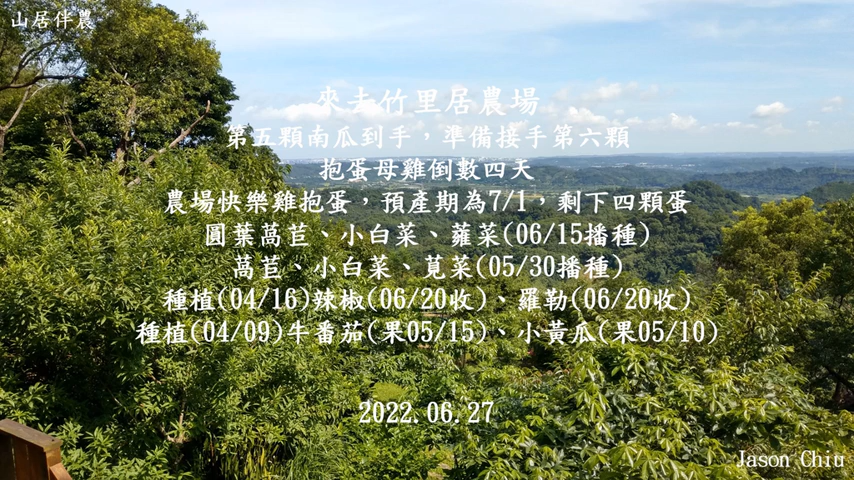 山居伴農
來去竹里居農場
第五顆南瓜到手，準備接手第六顆
抱蛋母雞倒數四天
農場快樂雞抱蛋，預產期為7/1，剩下四顆蛋
圓葉萵苣、小白菜、蕹菜(06/15播種)
萵苣、小白菜、莧菜(05/30播種)
種植(04/16)辣椒(06/20收)、羅勒(06/20收)
種植(04/09)牛番茄(果05/15)、小黃瓜(果05/10)
2022.06.27
Jason Chiu